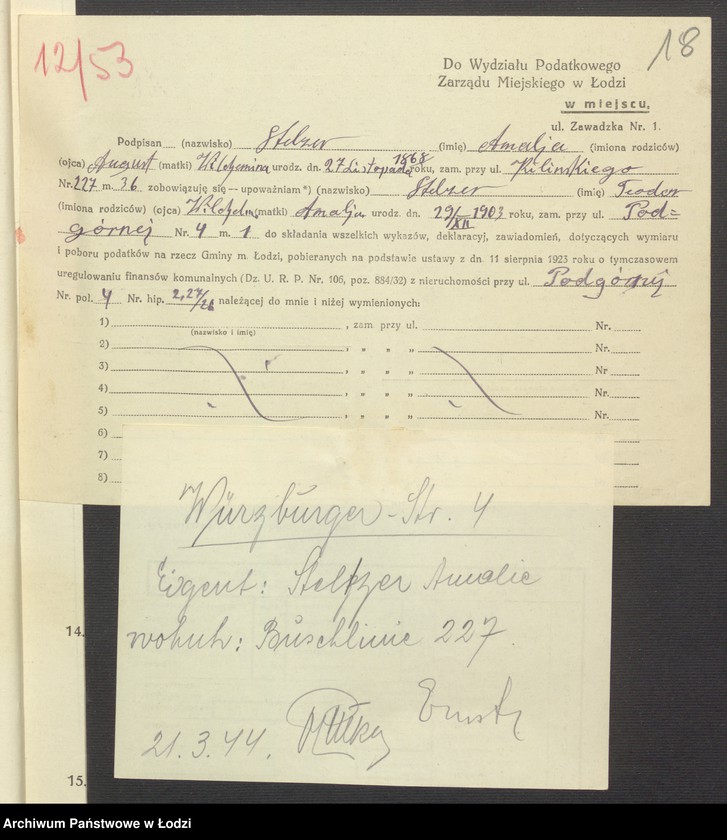 12/53
18
Do Wydziału Podatkowego
Zarządu Miejskiego w Łodzi
w miejscu,
ul. Zawadzka Nr. 1.
Podpisan (nazwisko) Stelzer (imię) Amalja (imiona rodziców)
(ojca) August (matki) Wilhemina urodz. dn. 27 Listopada 1868 roku, zam. przy ul. Kilinskiego
Nr. 227 m. 36. zobowiązuję się — upoważniam *) (nazwisko) Stelzer (imię) Teodor
(imiona rodziców) (ojca) Wilchelm (matki) Amalja urodz. dn. 29/XII 1903 roku, zam. przy ul. Pod=
górnej Nr. 4 m. 1 do składania wszelkich wykazów, deklaracyj, zawiadomień, dotyczących wymiaru
i poboru podatków na rzecz Gminy m. Łodzi, pobieranych na podstawie ustawy z dn. 11 sierpnia 1923 roku o tymczasowem
uregulowaniu finansów komunalnych (Dz. U. R. P. Nr. 106, poz. 884/32) z nieruchomości przy ul. Podgórnej
Nr. pol. 4 Nr. hip. należącej do mnie i niżej wymienionych:
1) , zam. przy ul. Nr.
(nazwisko i imię)
2) , „ „ „ Nr.
3) , „ „ „ Nr
4) , „ „ „ Nr.
5) , „ „ „ Nr.
6)
7)
8)
Würzburger-Str. 4
Eigent: Stelzer Amalie
wohnh: Buschlinie 227.
21.3.44.
14.
15.
Archiwum Państwowe w Łodzi